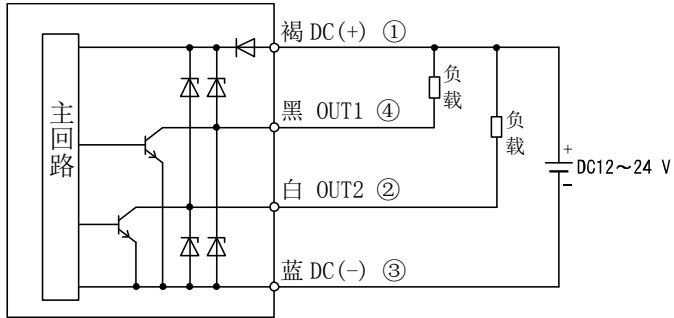 主回路
褐 DC(+) ①
负载
黑 OUT1 ④
负载
白 OUT2 ②
+
DC12～24 V
-
蓝 DC(-) ③